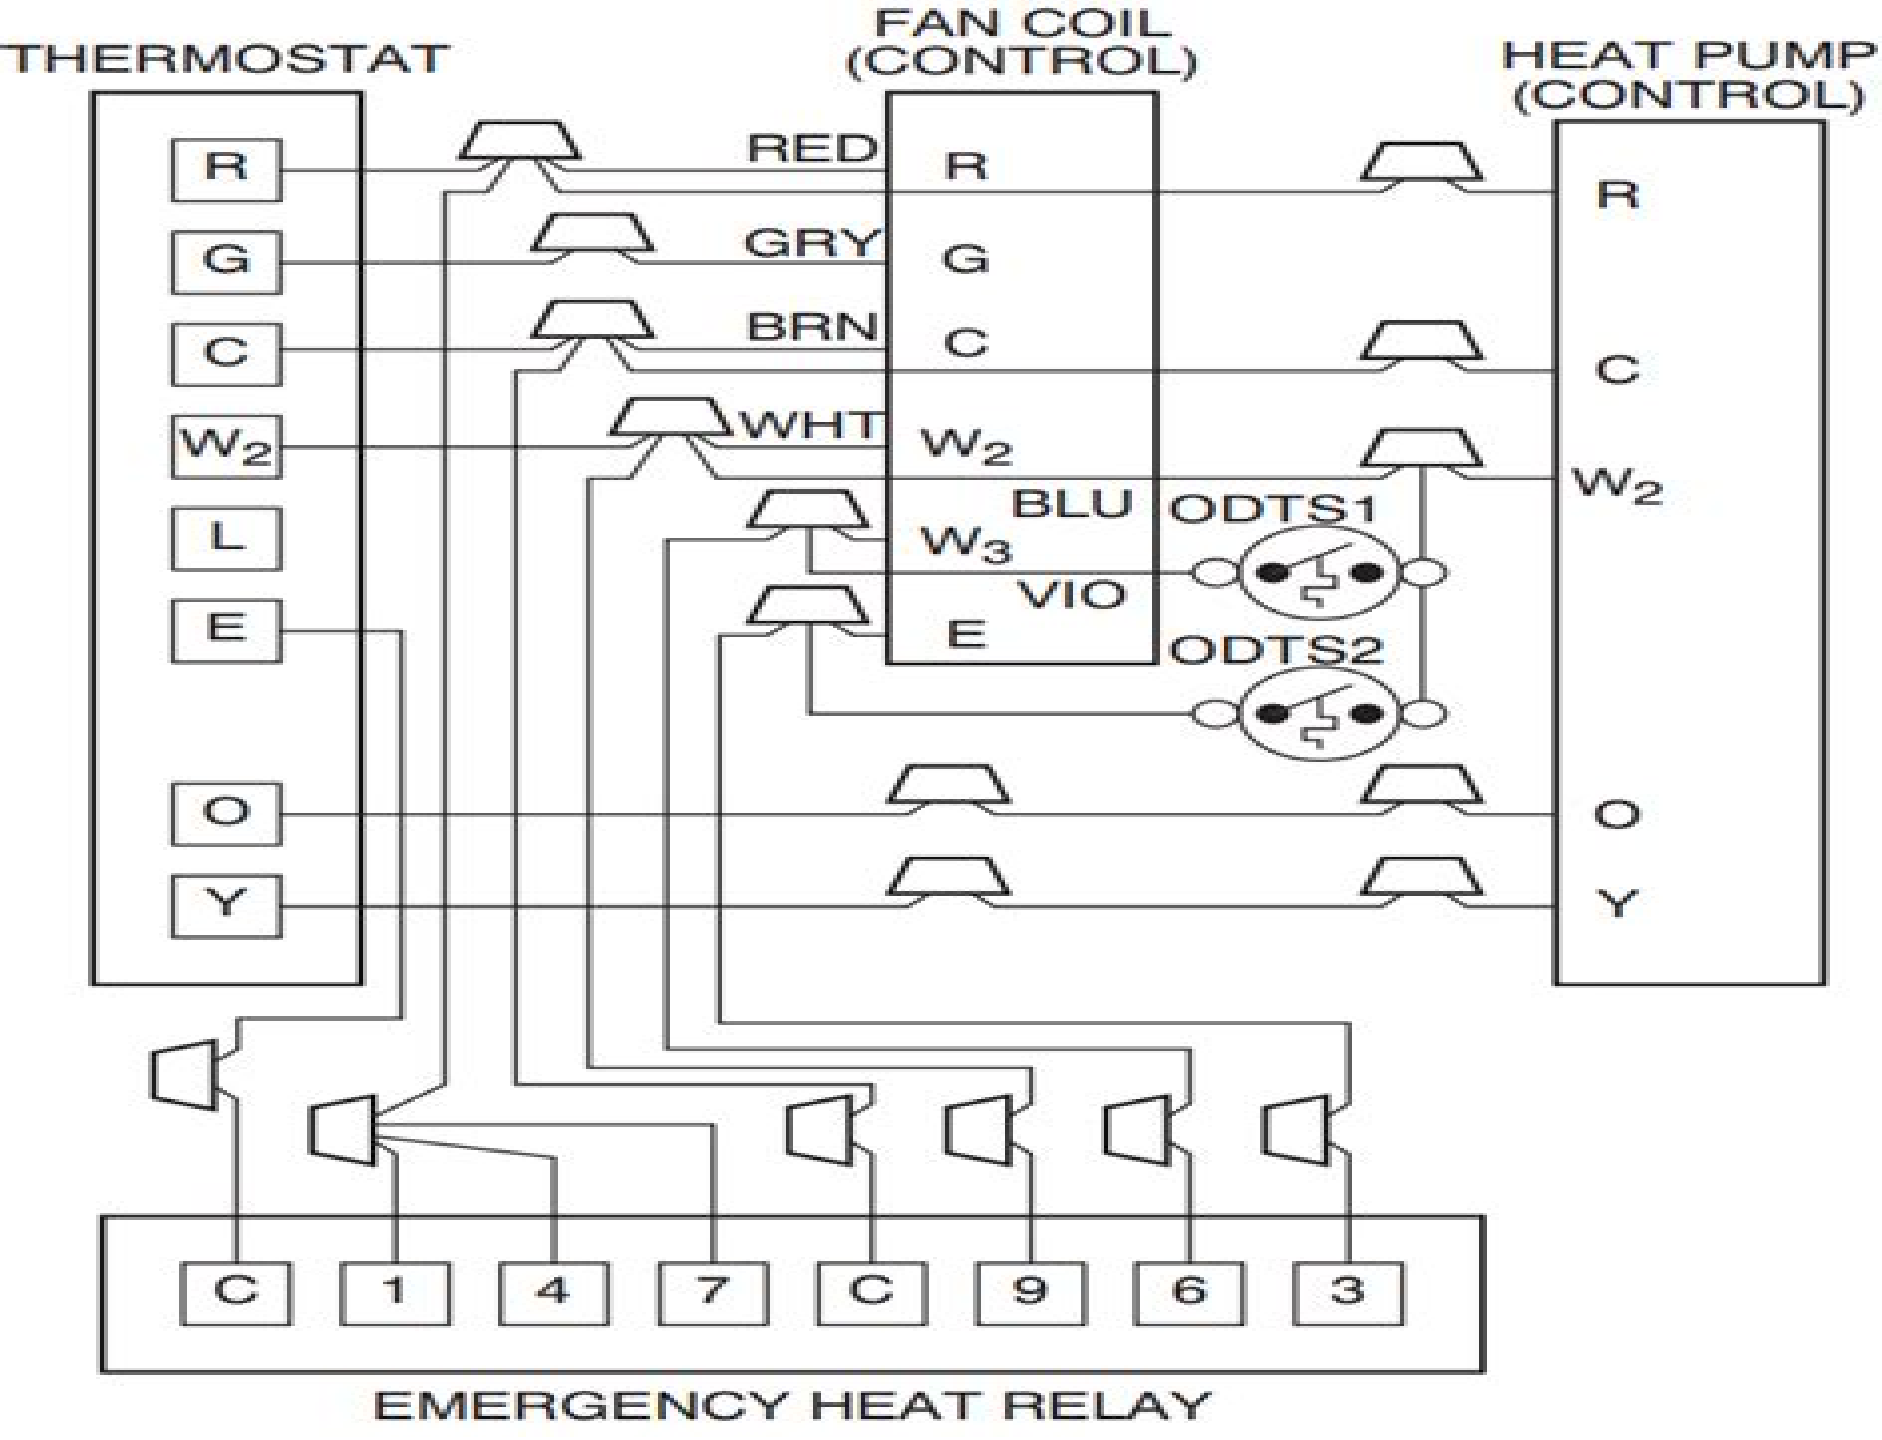 THERMOSTAT
FAN COIL
(CONTROL)
HEAT PUMP
(CONTROL)
R
RED
R
R
G
GRY
G
C
BRN
C
C
W2
WHT
W2
W2
L
BLU
ODTS1
W3
VIO
E
E
ODTS2
O
O
Y
Y
C
1
4
7
C
9
6
3
EMERGENCY HEAT RELAY